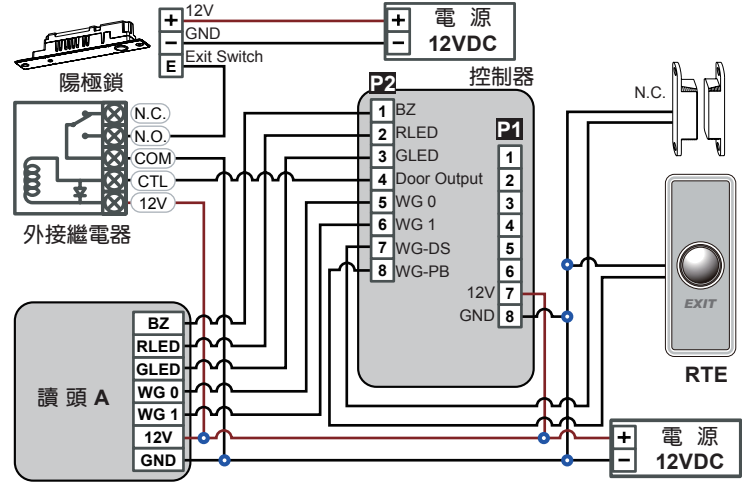 + 12V
− GND
E Exit Switch
+ 電 源
− 12VDC
陽極鎖
N.C.
N.O.
COM
CTL
12V
外接繼電器
控制器
P2
1 BZ
2 RLED
3 GLED
4 Door Output
5 WG 0
6 WG 1
7 WG-DS
8 WG-PB
P1
1
2
3
4
5
6
12V 7
GND 8
N.C.
EXIT
RTE
讀 頭 A
BZ
RLED
GLED
WG 0
WG 1
12V
GND
+ 電 源
− 12VDC